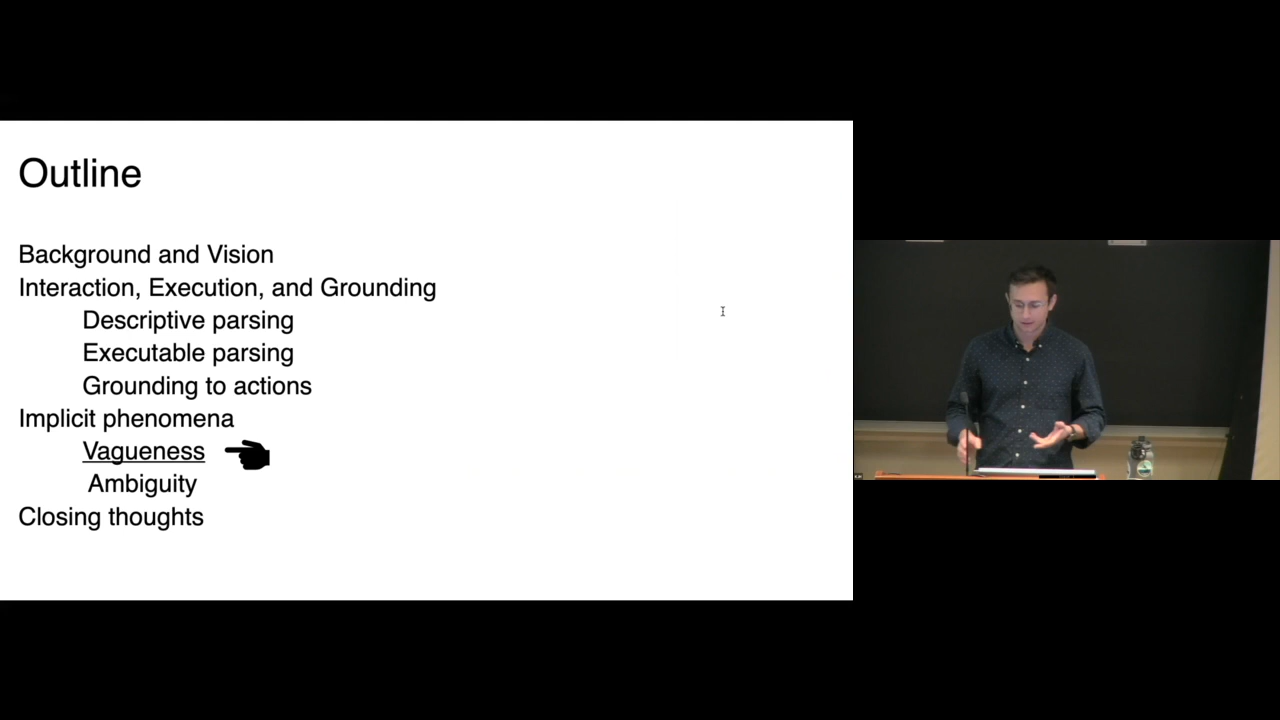 Outline
Background and Vision
Interaction, Execution, and Grounding
Descriptive parsing
Executable parsing
Grounding to actions
Implicit phenomena
Vagueness
Ambiguity
Closing thoughts